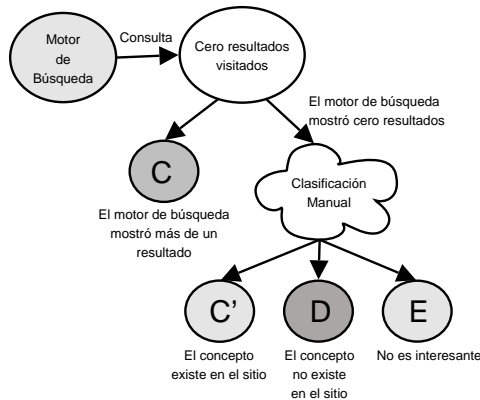 Motor
de
Búsqueda
Consulta
Cero resultados
visitados
El motor de búsqueda
mostró cero resultados
C
El motor de búsqueda
mostró más de un
resultado
Clasificación
Manual
C'
El concepto
existe en el sitio
D
El concepto
no existe
en el sitio
E
No es interesante